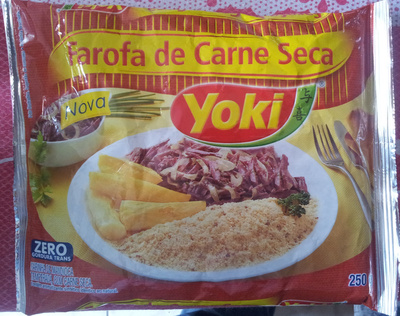 Farofa de Carne Seca
Nova
Yoki
ZERO
GORDURA TRANS
250